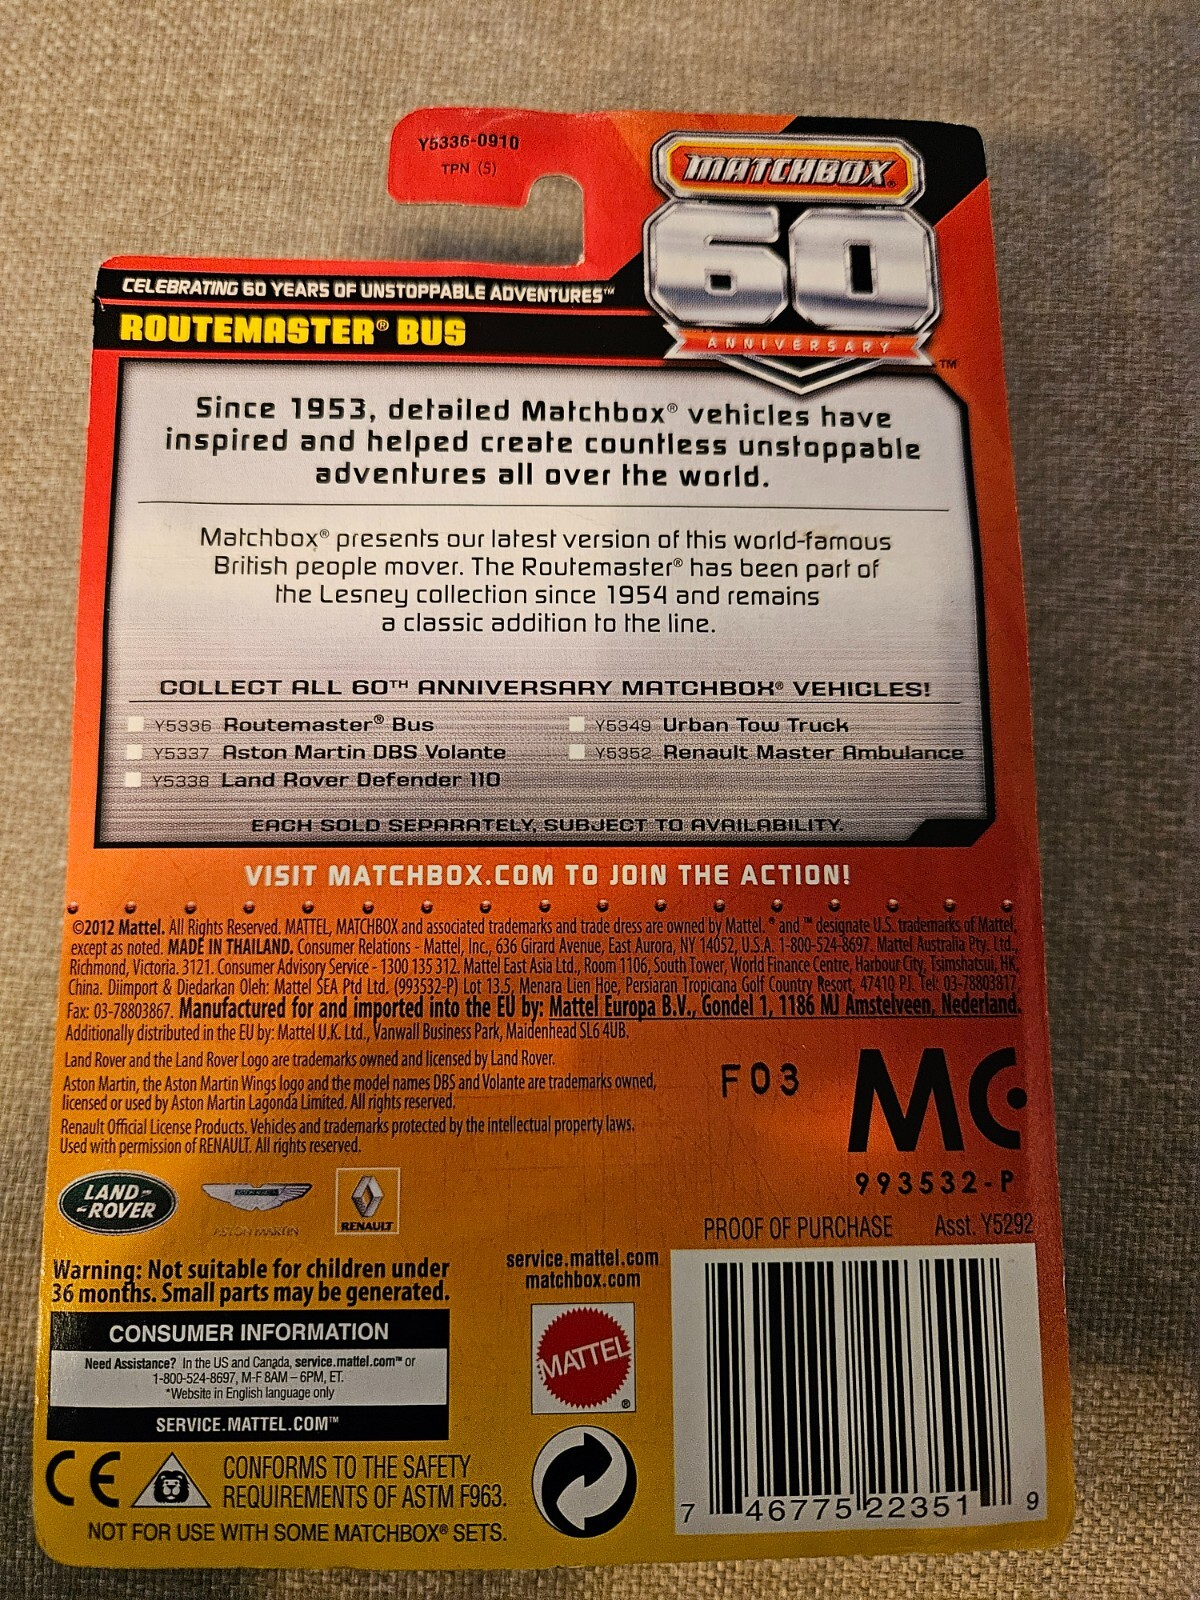 Y5336-0910
TPN (S)
MATCHBOX®
60
ANNIVERSARY™
CELEBRATING 60 YEARS OF UNSTOPPABLE ADVENTURES™
ROUTEMASTER® BUS
Since 1953, detailed Matchbox® vehicles have
inspired and helped create countless unstoppable
adventures all over the world.
Matchbox® presents our latest version of this world-famous
British people mover. The Routemaster® has been part of
the Lesney collection since 1954 and remains
a classic addition to the line.
COLLECT ALL 60TH ANNIVERSARY MATCHBOX® VEHICLES!
Y5336 Routemaster® Bus
Y5337 Aston Martin DBS Volante
Y5338 Land Rover Defender 110
Y5349 Urban Tow Truck
Y5352 Renault Master Ambulance
EACH SOLD SEPARATELY, SUBJECT TO AVAILABILITY.
VISIT MATCHBOX.COM TO JOIN THE ACTION!
©2012 Mattel. All Rights Reserved. MATTEL, MATCHBOX and associated trademarks and trade dress are owned by Mattel. ® and ™ designate U.S. trademarks of Mattel,
except as noted. MADE IN THAILAND. Consumer Relations - Mattel, Inc., 636 Girard Avenue, East Aurora, NY 14052, U.S.A. 1-800-524-8697. Mattel Australia Pty. Ltd.,
Richmond, Victoria. 3121. Consumer Advisory Service - 1300 135 312. Mattel East Asia Ltd., Room 1106, South Tower, World Finance Centre, Harbour City, Tsimshatsui, HK,
China. Diimport & Diedarkan Oleh: Mattel SEA Ptd Ltd. (993532-P) Lot 13.5, Menara Lien Hoe, Persiaran Tropicana Golf Country Resort, 47410 PJ. Tel: 03-78803817,
Fax: 03-78803867. Manufactured for and imported into the EU by: Mattel Europa B.V., Gondel 1, 1186 MJ Amstelveen, Nederland.
Additionally distributed in the EU by: Mattel U.K. Ltd., Vanwall Business Park, Maidenhead SL6 4UB.
Land Rover and the Land Rover Logo are trademarks owned and licensed by Land Rover.
Aston Martin, the Aston Martin Wings logo and the model names DBS and Volante are trademarks owned,
licensed or used by Aston Martin Lagonda Limited. All rights reserved.
Renault Official License Products. Vehicles and trademarks protected by the intellectual property laws.
Used with permission of RENAULT. All rights reserved.
F03
MC
993532-P
LAND-
-ROVER
ASTON MARTIN
ASTON MARTIN
RENAULT
PROOF OF PURCHASE Asst. Y5292
Warning: Not suitable for children under
36 months. Small parts may be generated.
CONSUMER INFORMATION
Need Assistance? In the US and Canada, service.mattel.com™ or
1-800-524-8697, M-F 8AM – 6PM, ET.
*Website in English language only
SERVICE.MATTEL.COM™
service.mattel.com
matchbox.com
MATTEL®
CE
CONFORMS TO THE SAFETY
REQUIREMENTS OF ASTM F963.
NOT FOR USE WITH SOME MATCHBOX® SETS.
7 46775 22351 9